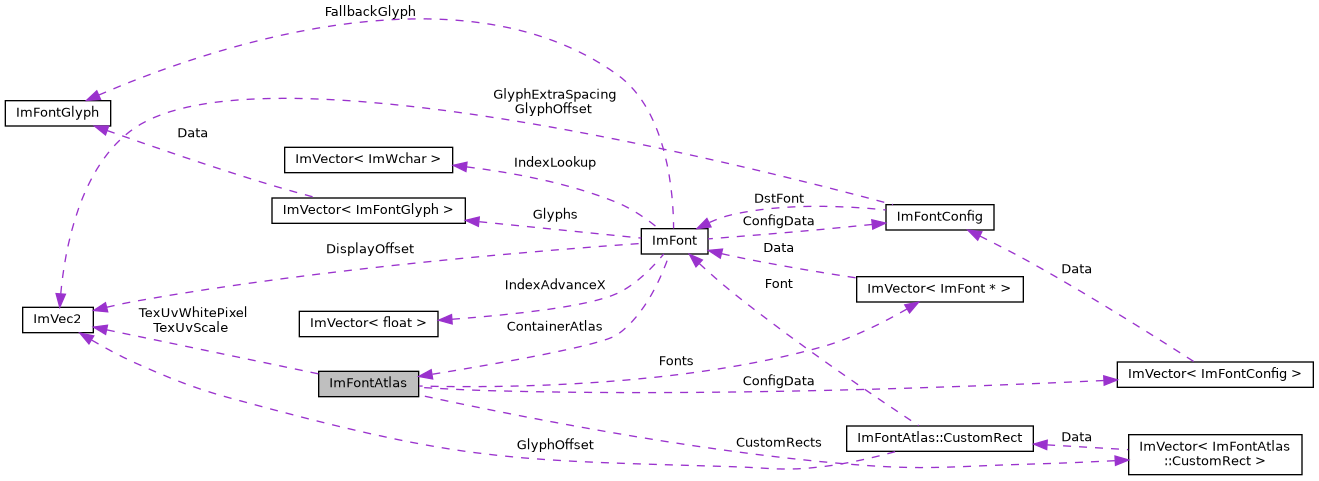 FallbackGlyph
GlyphExtraSpacing
GlyphOffset
ImFontGlyph
Data
ImVector< ImWchar >
IndexLookup
DstFont
ImVector< ImFontGlyph >
Glyphs
ConfigData
ImFontConfig
ImFont
DisplayOffset
Data
Data
Font
IndexAdvanceX
ImVector< ImFont * >
TexUvWhitePixel
TexUvScale
ImVec2
ImVector< float >
ContainerAtlas
Fonts
ImFontAtlas
ConfigData
ImVector< ImFontConfig >
GlyphOffset
CustomRects
ImFontAtlas::CustomRect
Data
ImVector< ImFontAtlas
::CustomRect >